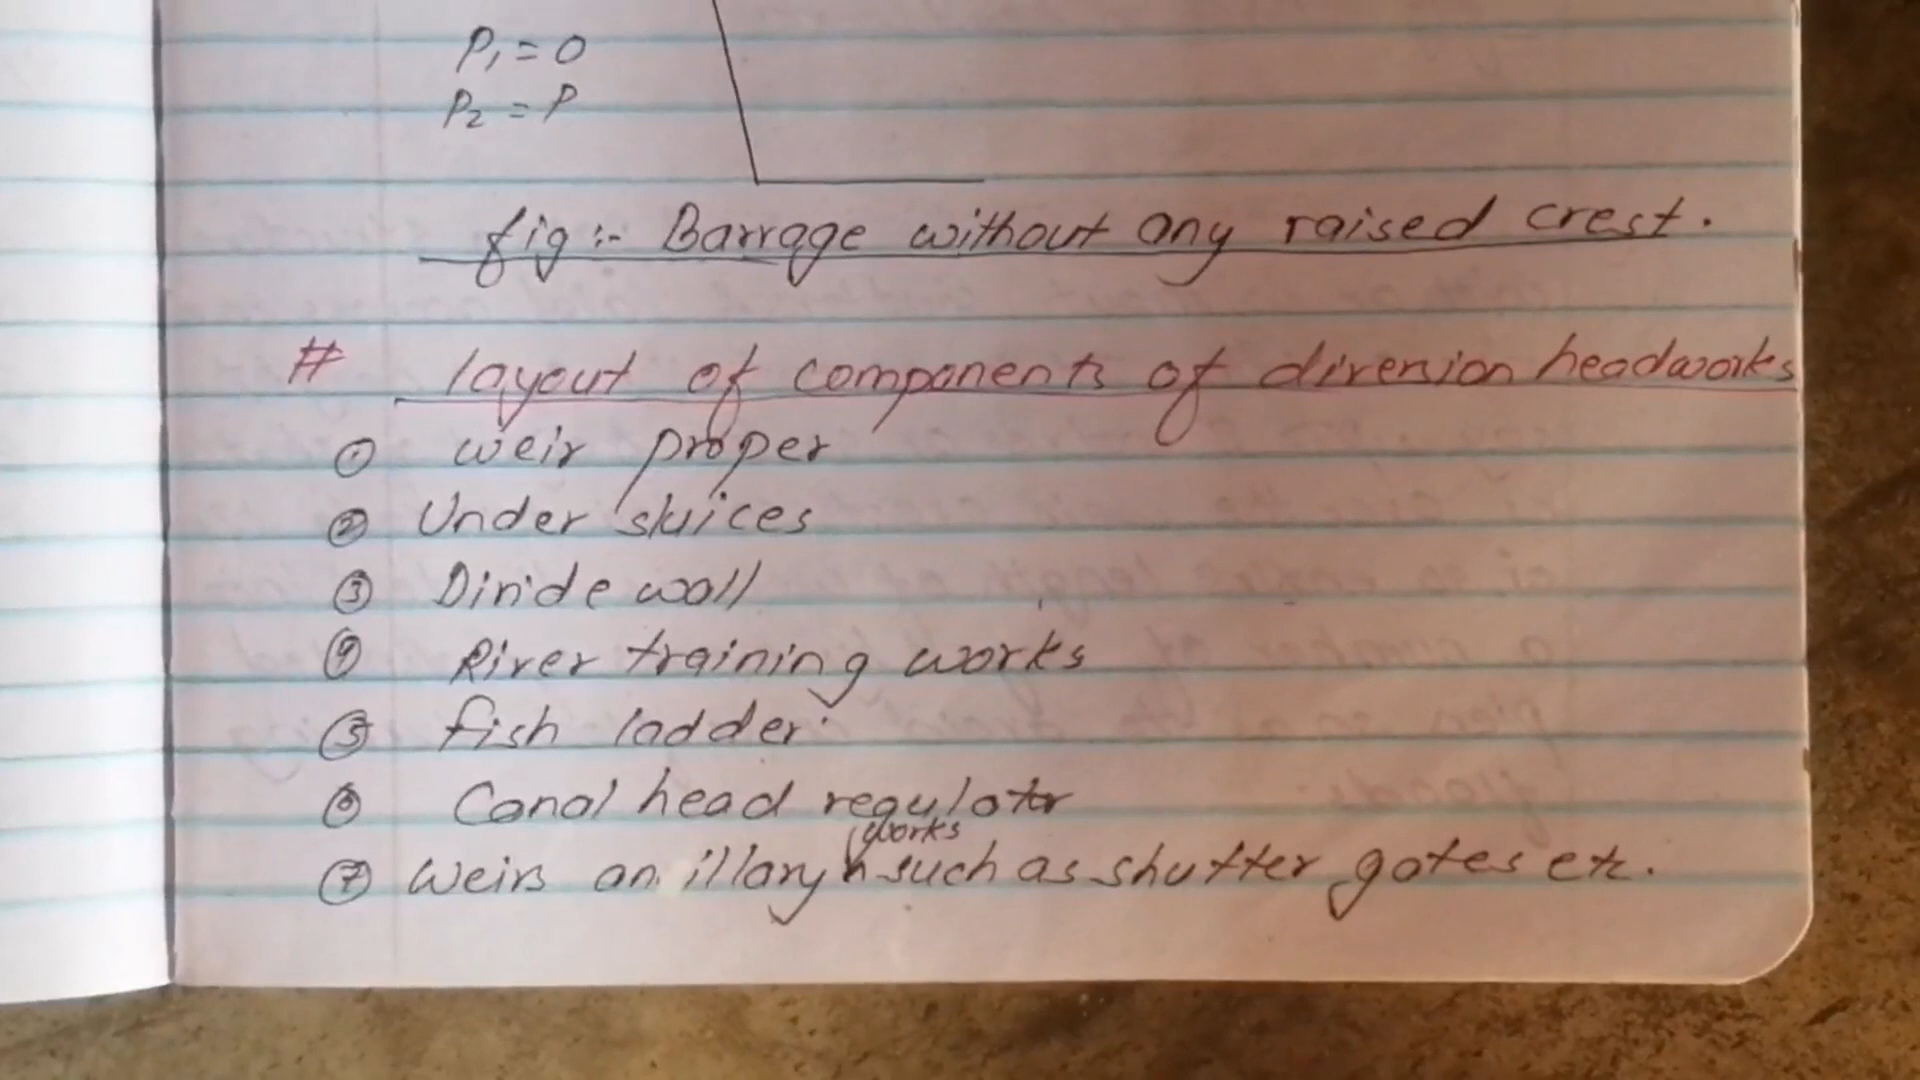 P1 = 0
P2 = P
fig :- Barrage without any raised crest.
# layout of components of diversion headworks
① weir proper
② Under sluices
③ Divide wall
④ River training works
⑤ fish ladder
⑥ Canal head regulator
works
⑦ Weirs an illary such as shutter gates etc.